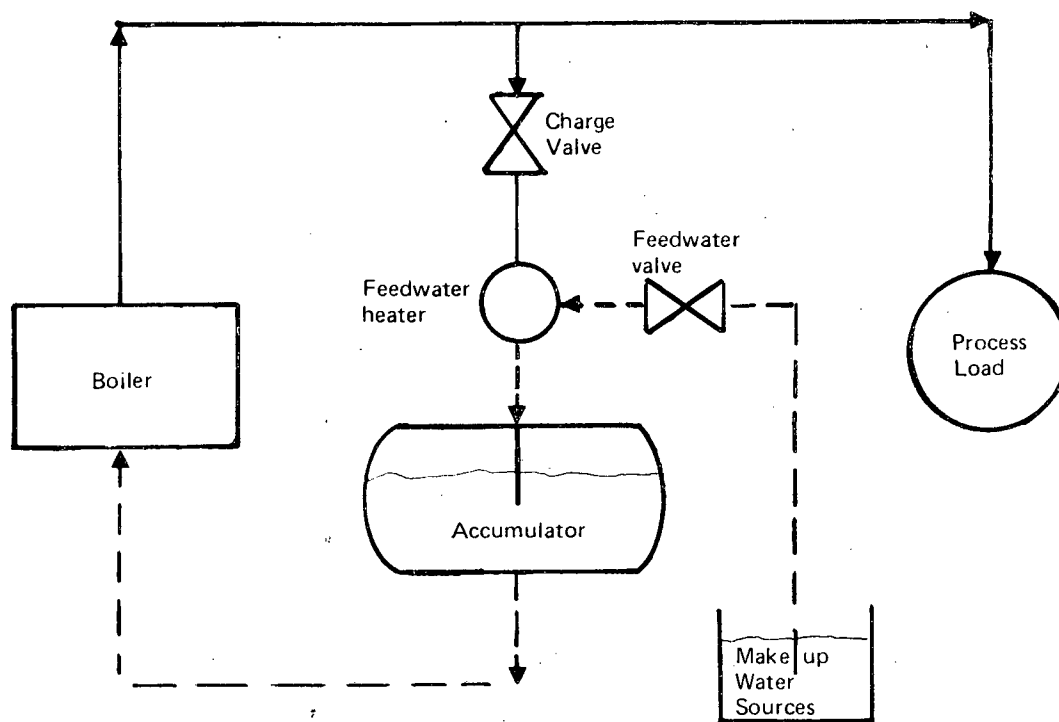 Charge
Valve
Feedwater
valve
Feedwater
heater
Process
Load
Boiler
Accumulator
Make up
Water
Sources